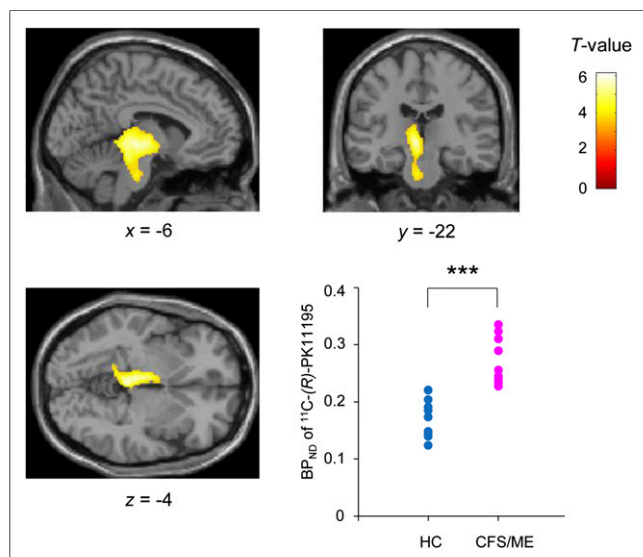 T-value
6
4
2
0
x = -6
y = -22
z = -4
***
0.4
0.3
0.2
0.1
0
BPND of 11C-(R)-PK11195
HC
CFS/ME